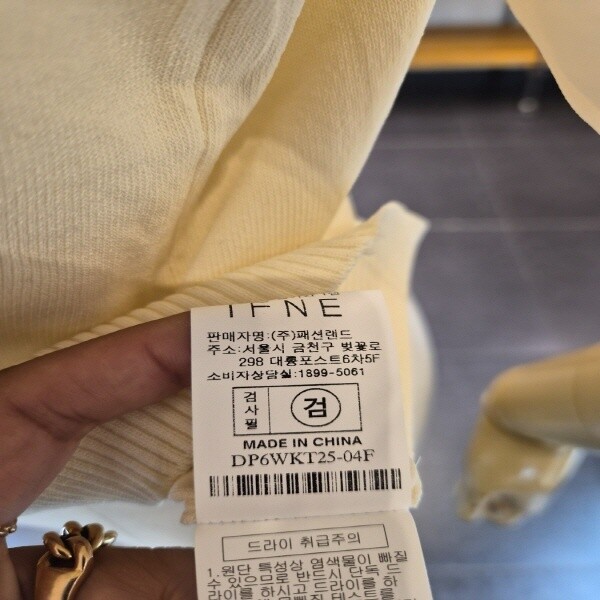 IFNE
판매자명:(주)패션랜드
주소:서울시 금천구 벚꽃로
298 대륭포스트6차5F
소비자상담실:1899-5061
검사필
검
MADE IN CHINA
DP6WKT25-04F
드라이 취급주의
1. 원단 특성상 염색물이 빠질
수 있으므로 반드시 단독 드
라이를 하시고 드라이를 하
테스트를